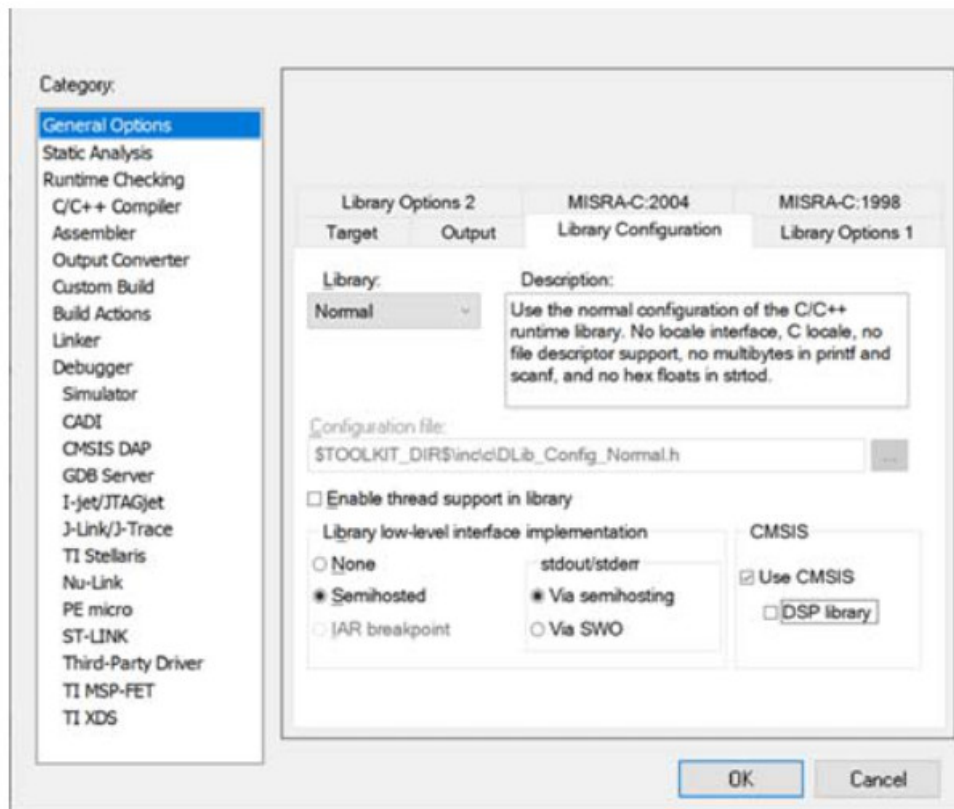 Category:
General Options
Static Analysis
Runtime Checking
C/C++ Compiler
Assembler
Output Converter
Custom Build
Build Actions
Linker
Debugger
Simulator
CADI
CMSIS DAP
GDB Server
I-jet/JTAGjet
J-Link/J-Trace
TI Stellaris
Nu-Link
PE micro
ST-LINK
Third-Party Driver
TI MSP-FET
TI XDS
Library Options 2 MISRA-C:2004 MISRA-C:1998
Target Output Library Configuration Library Options 1
Library:
Normal
Description:
Use the normal configuration of the C/C++
runtime library. No locale interface, C locale, no
file descriptor support, no multibytes in printf and
scanf, and no hex floats in strtod.
Configuration file:
$TOOLKIT_DIR$\inc\c\DLib_Config_Normal.h
...
Enable thread support in library
Library low-level interface implementation
None
Semihosted
IAR breakpoint
stdout/stderr
Via semihosting
Via SWO
CMSIS
Use CMSIS
DSP library
OK Cancel